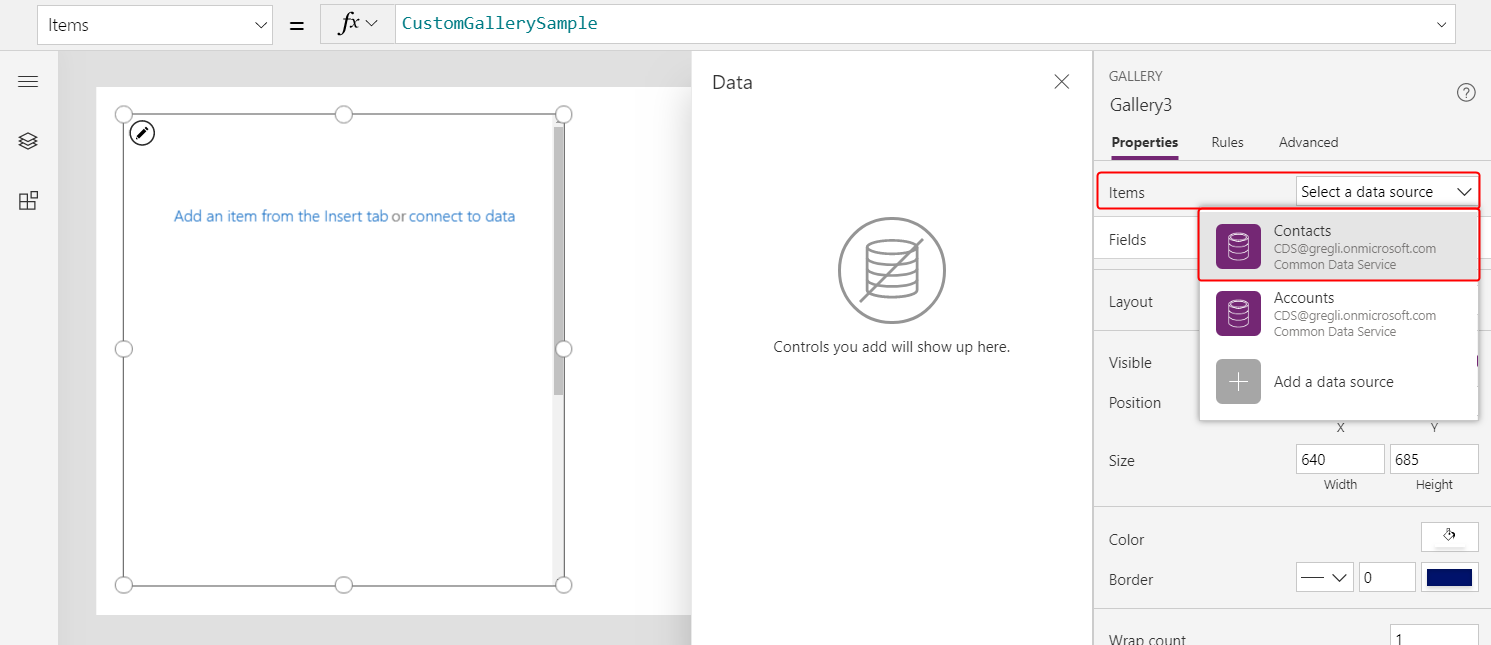 Items
=
fx
CustomGallerySample
Add an item from the Insert tab or connect to data
Data
Controls you add will show up here.
GALLERY
Gallery3
?
Properties
Rules
Advanced
Items
Select a data source
Contacts
CDS@gregli.onmicrosoft.com
Common Data Service
Fields
Accounts
CDS@gregli.onmicrosoft.com
Common Data Service
Layout
Add a data source
Visible
Position
X
Y
Size
640
685
Width
Height
Color
Border
0
Wrap count
1